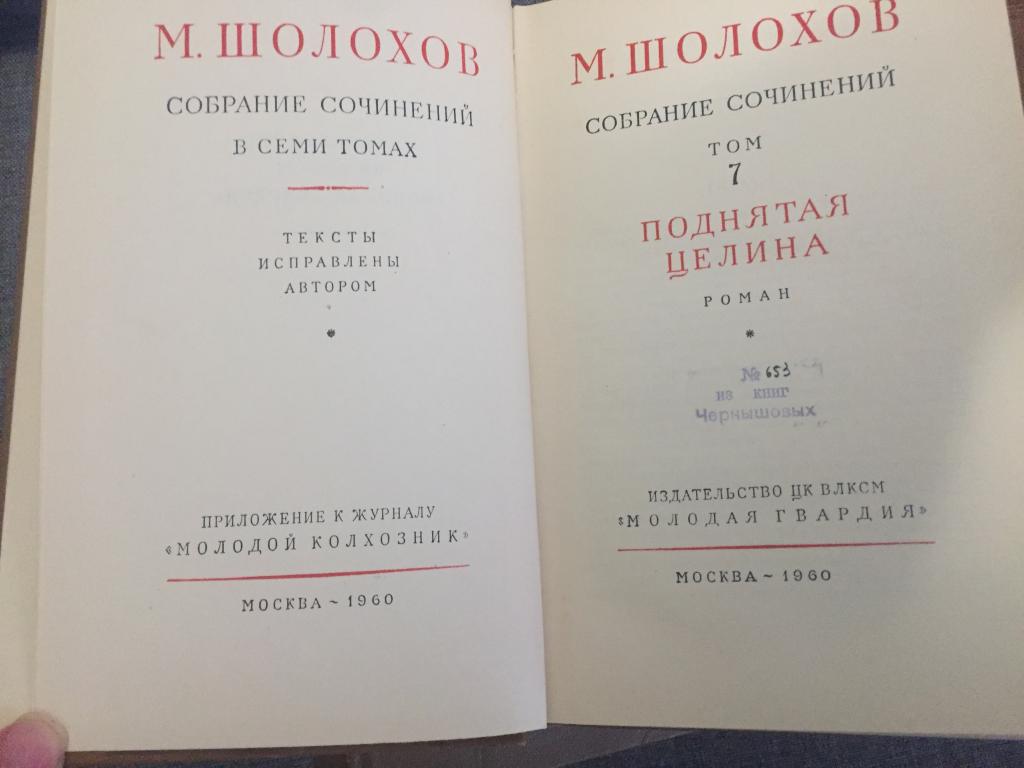 М. ШОЛОХОВ
СОБРАНИЕ СОЧИНЕНИЙ
В СЕМИ ТОМАХ
ТЕКСТЫ
ИСПРАВЛЕНЫ
АВТОРОМ
*
ПРИЛОЖЕНИЕ К ЖУРНАЛУ
«МОЛОДОЙ КОЛХОЗНИК»
МОСКВА ~ 1960
М. ШОЛОХОВ
СОБРАНИЕ СОЧИНЕНИЙ
ТОМ
7
ПОДНЯТАЯ
ЦЕЛИНА
РОМАН
*
№ 653
из книг
Чернышовых
ИЗДАТЕЛЬСТВО ЦК ВЛКСМ
«МОЛОДАЯ ГВАРДИЯ»
МОСКВА ~ 1960